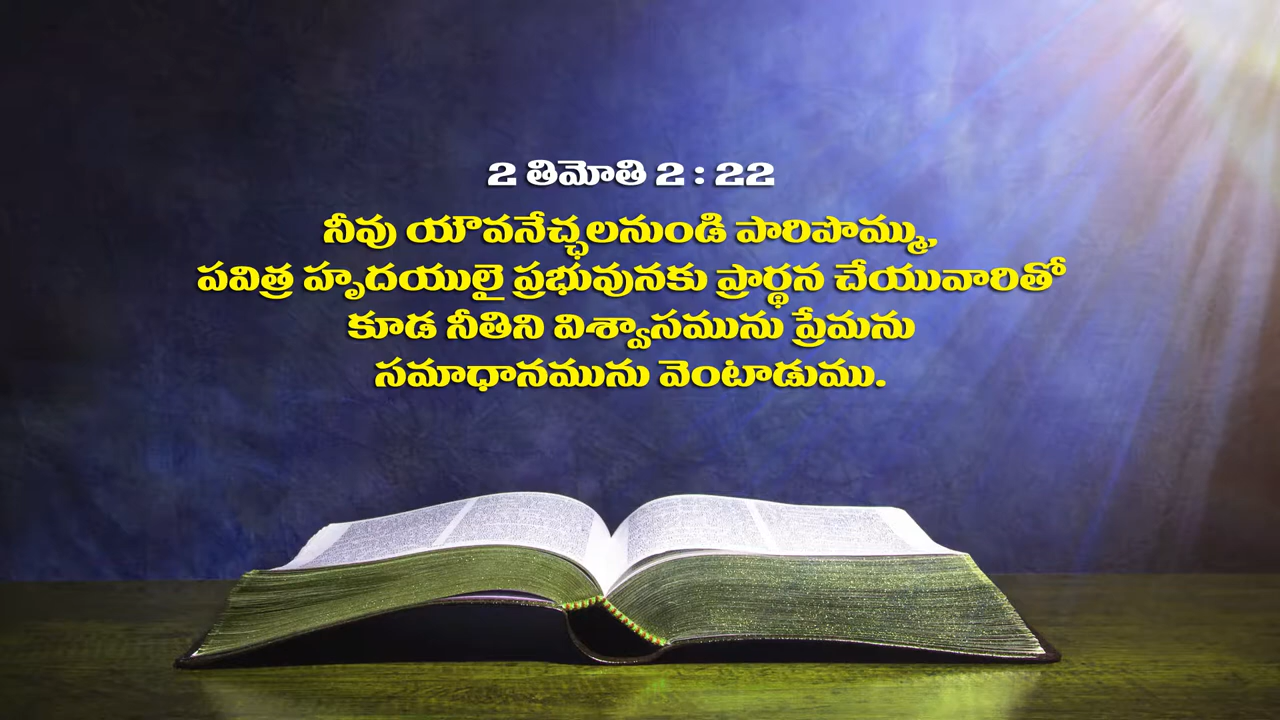 2 తిమోతి 2 : 22
నీవు యౌవనేచ్ఛలనుండి పారిపొమ్ము,
పవిత్ర హృదయులై ప్రభువునకు ప్రార్థన చేయువారితో
కూడ నీతిని విశ్వాసమును ప్రేమను
సమాధానమును వెంటాడుము.